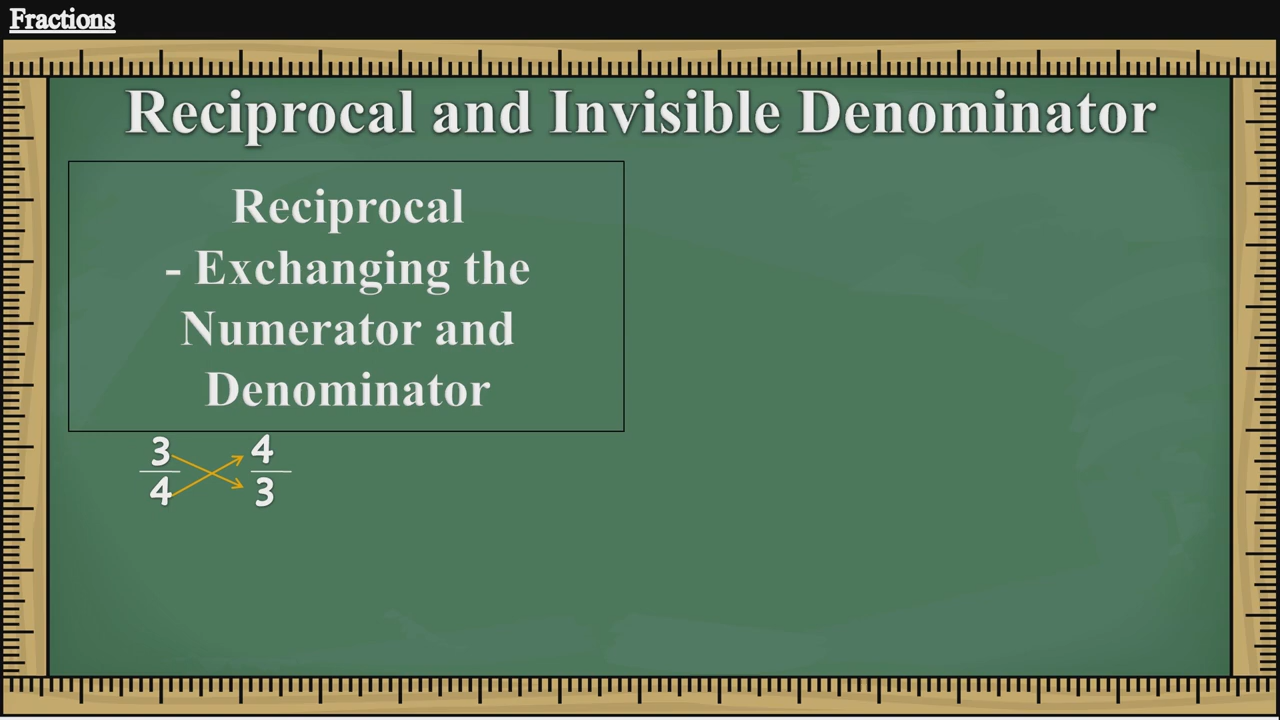 Fractions
Reciprocal and Invisible Denominator
Reciprocal
- Exchanging the
Numerator and
Denominator
3 4
4 3